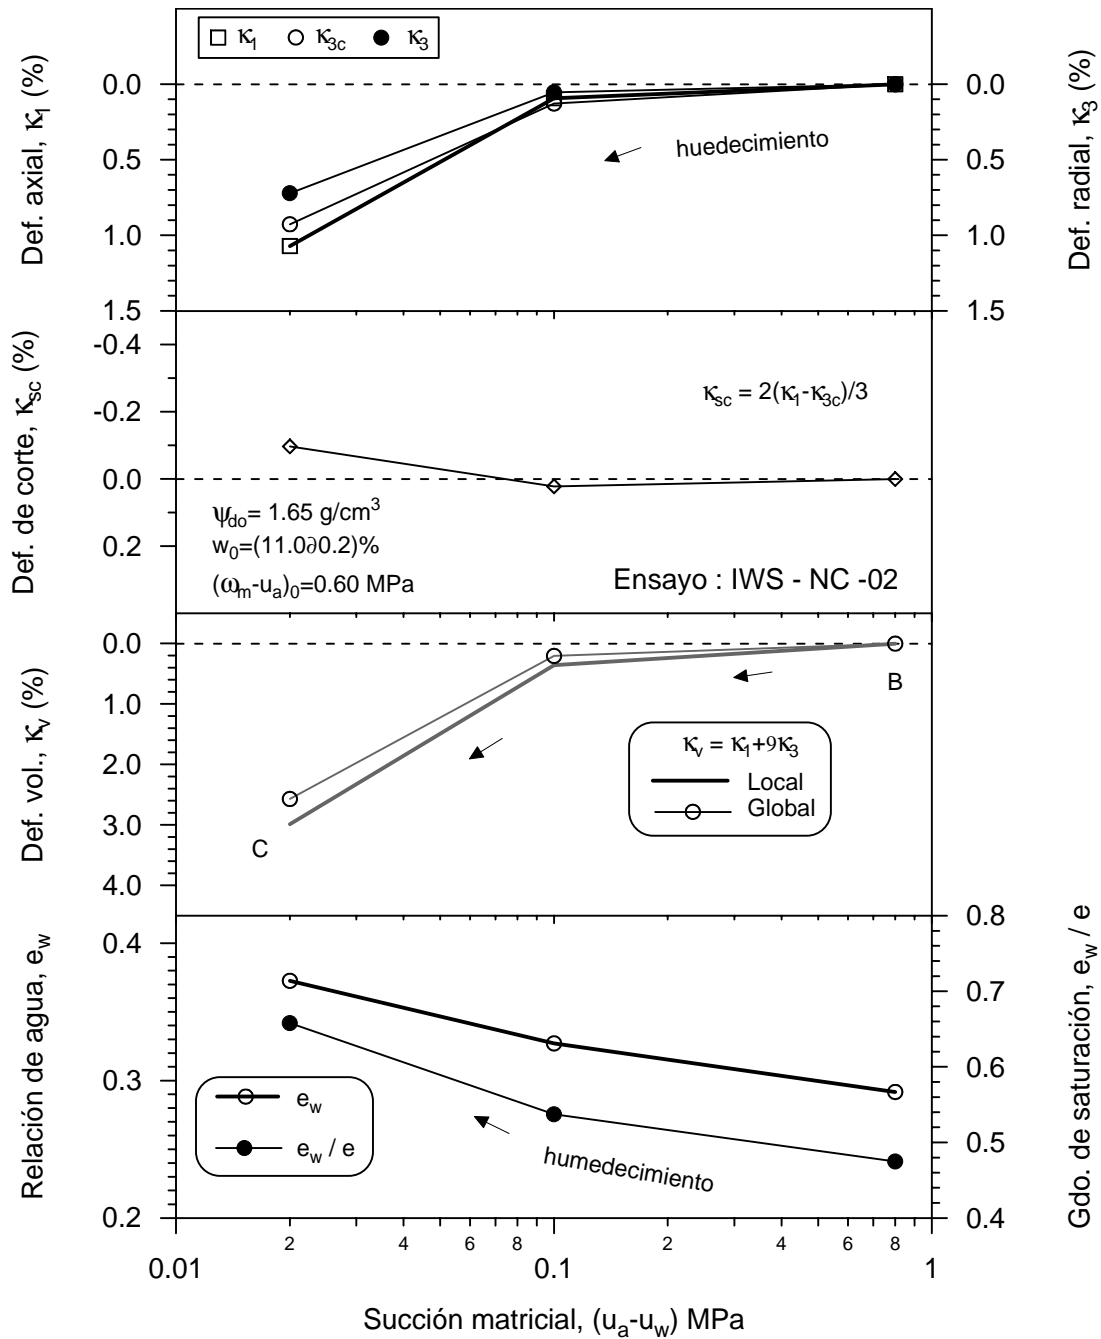 κ1 κ3c κ3
Def. axial, κ1 (%)
0.0
0.5
1.0
1.5
huedecimiento
0.0
0.5
1.0
1.5
Def. radial, κ3 (%)
Def. de corte, κsc (%)
-0.4
-0.2
0.0
0.2
κsc = 2(κ1-κ3c)/3
ψdo= 1.65 g/cm3
w0=(11.0∂0.2)%
(ωm-ua)0=0.60 MPa
Ensayo : IWS - NC -02
Def. vol., κv (%)
0.0
1.0
2.0
3.0
4.0
B
C
κv = κ1+9κ3
Local
Global
Relación de agua, ew
0.4
0.3
0.2
ew
ew / e
humedecimiento
0.8
0.7
0.6
0.5
0.4
Gdo. de saturación, ew / e
2 4 6 8 2 4 6 8
0.01 0.1 1
Succión matricial, (ua-uw) MPa